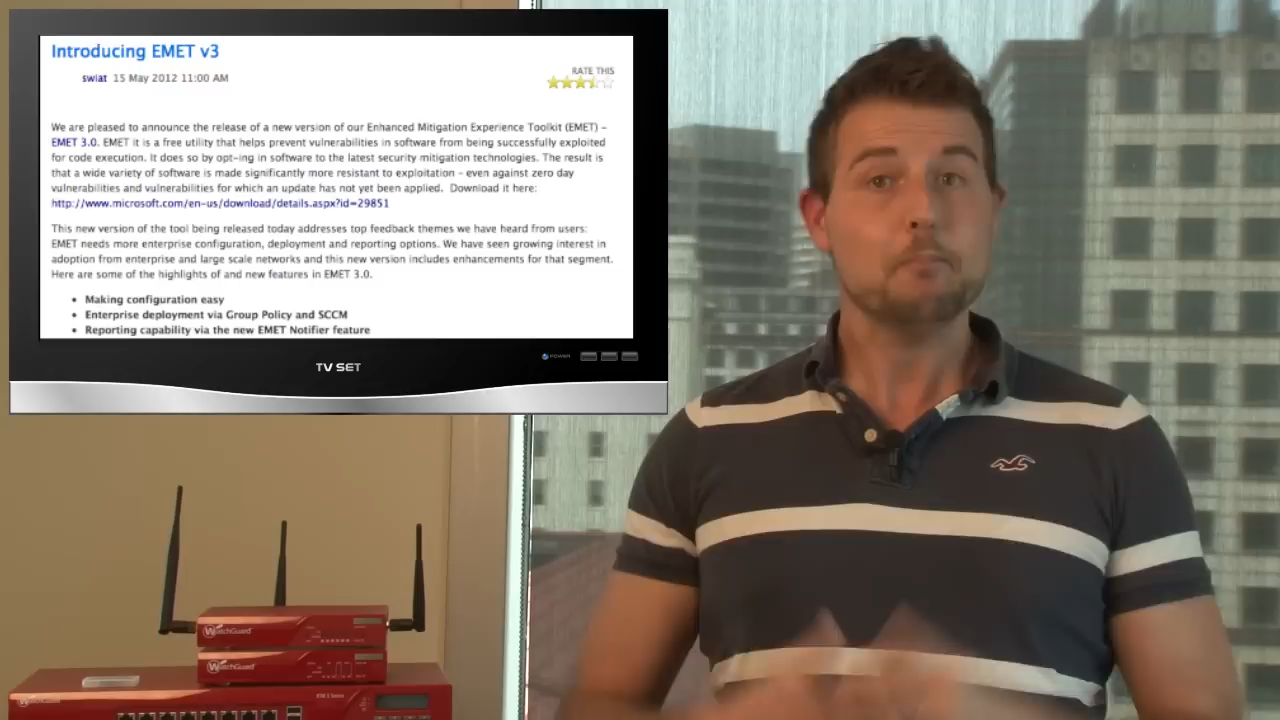 Introducing EMET v3
swiat 15 May 2012 11:00 AM
RATE THIS
We are pleased to announce the release of a new version of our Enhanced Mitigation Experience Toolkit (EMET) –
EMET 3.0. EMET it is a free utility that helps prevent vulnerabilities in software from being successfully exploited
for code execution. It does so by opt-ing in software to the latest security mitigation technologies. The result is
that a wide variety of software is made significantly more resistant to exploitation – even against zero day
vulnerabilities and vulnerabilities for which an update has not yet been applied. Download it here:
http://www.microsoft.com/en-us/download/details.aspx?id=29851
This new version of the tool being released today addresses top feedback themes we have heard from users:
EMET needs more enterprise configuration, deployment and reporting options. We have seen growing interest in
adoption from enterprise and large scale networks and this new version includes enhancements for that segment.
Here are some of the highlights of and new features in EMET 3.0.
• Making configuration easy
• Enterprise deployment via Group Policy and SCCM
• Reporting capability via the new EMET Notifier feature
POWER
TV SET
WatchGuard
WatchGuard
WatchGuard